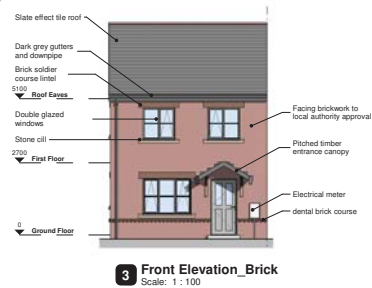 Slate effect tile roof
Dark grey gutters
and downpipe
Brick soldier
course lintel
5100
Roof Eaves
Double glazed
windows
Stone cill
2700
First Floor
0
Ground Floor
Facing brickwork to
local authority approval
Pitched timber
entrance canopy
Electrical meter
dental brick course
3 Front Elevation_Brick
Scale: 1 : 100